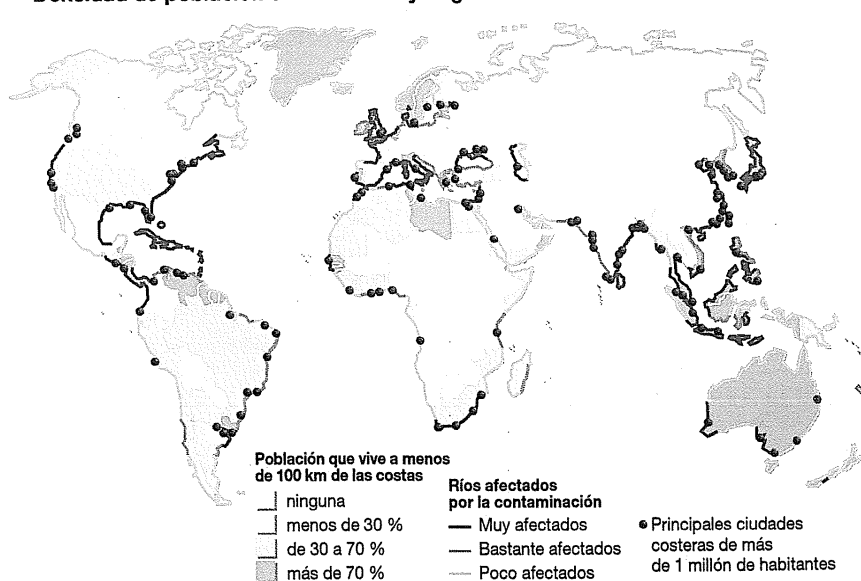 Población que vive a menos
de 100 km de las costas
ninguna
menos de 30 %
de 30 a 70 %
más de 70 %
Ríos afectados
por la contaminación
Muy afectados
Bastante afectados
Poco afectados
Principales ciudades
costeras de más
de 1 millón de habitantes